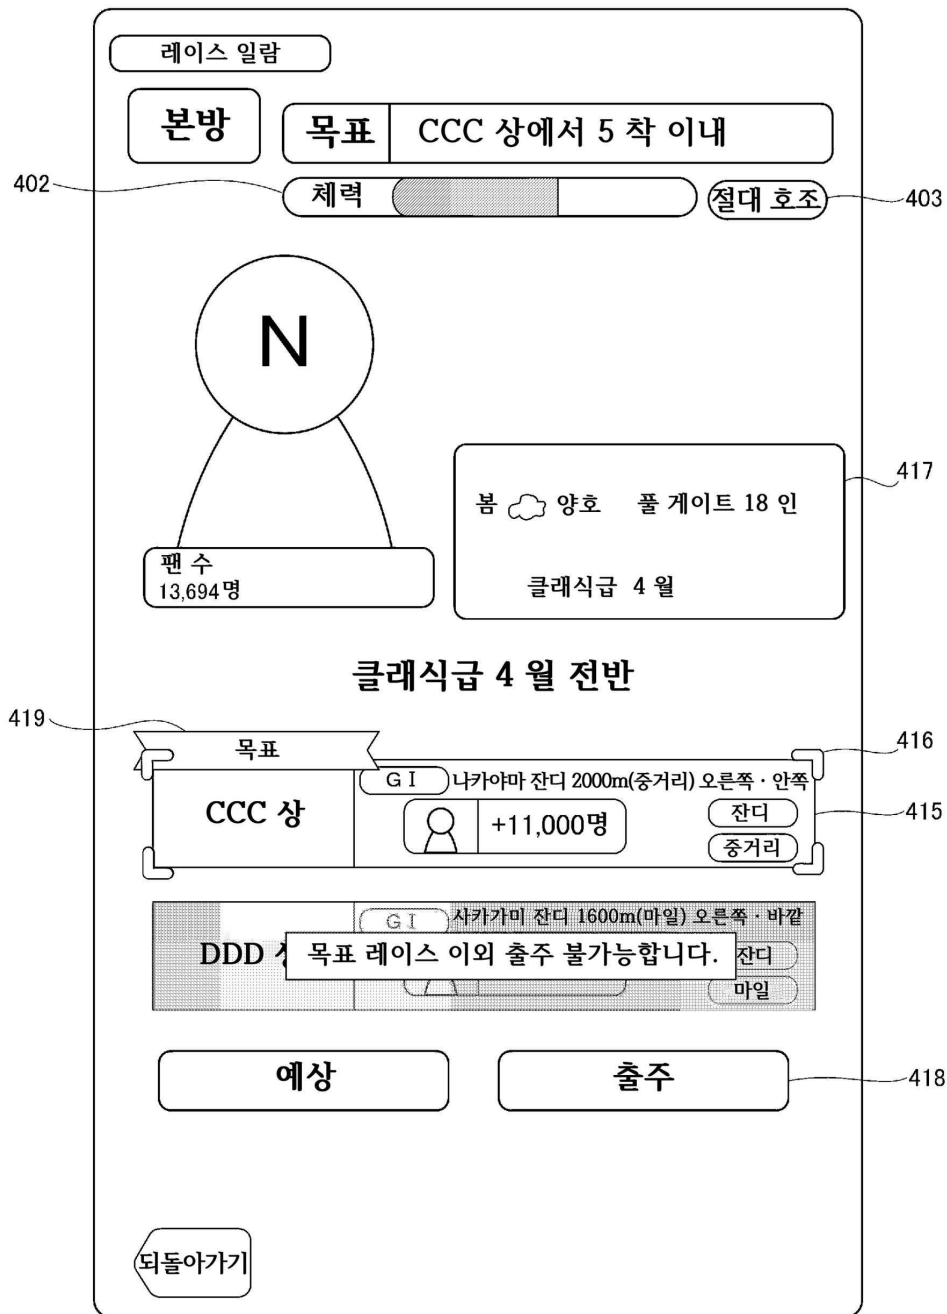 레이스 일람
본방
목표 CCC 상에서 5 착 이내
402
체력
절대 호조
403
N
417
봄 양호 풀 게이트 18 인
클래식급 4 월
팬 수
13,694명
클래식급 4 월 전반
419
목표
416
GⅠ 나카야마 잔디 2000m(중거리) 오른쪽 · 안쪽
CCC 상
+11,000명
잔디
415
중거리
GⅠ 사카가미 잔디 1600m(마일) 오른쪽 · 바깥
DDD
목표 레이스 이외 출주 불가능합니다.
잔디
마일
예상
출주
418
되돌아가기